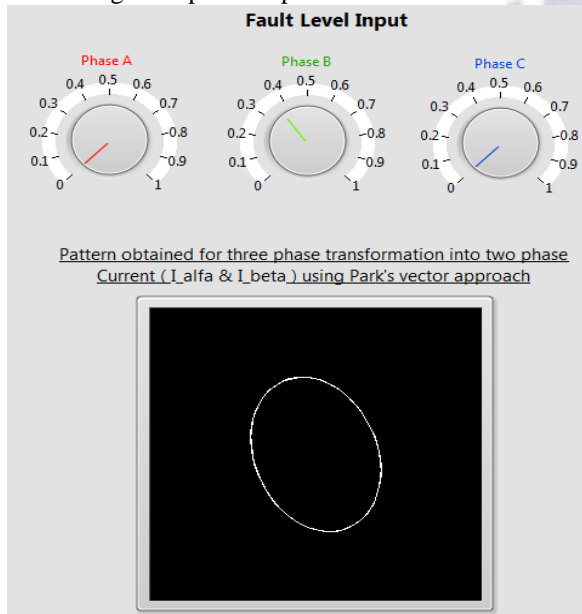 Fault Level Input
Phase A
Phase B
Phase C
0 0.1 0.2 0.3 0.4 0.5 0.6 0.7 0.8 0.9 1
0 0.1 0.2 0.3 0.4 0.5 0.6 0.7 0.8 0.9 1
0 0.1 0.2 0.3 0.4 0.5 0.6 0.7 0.8 0.9 1
Pattern obtained for three phase transformation into two phase
Current ( I_alfa & I_beta ) using Park's vector approach